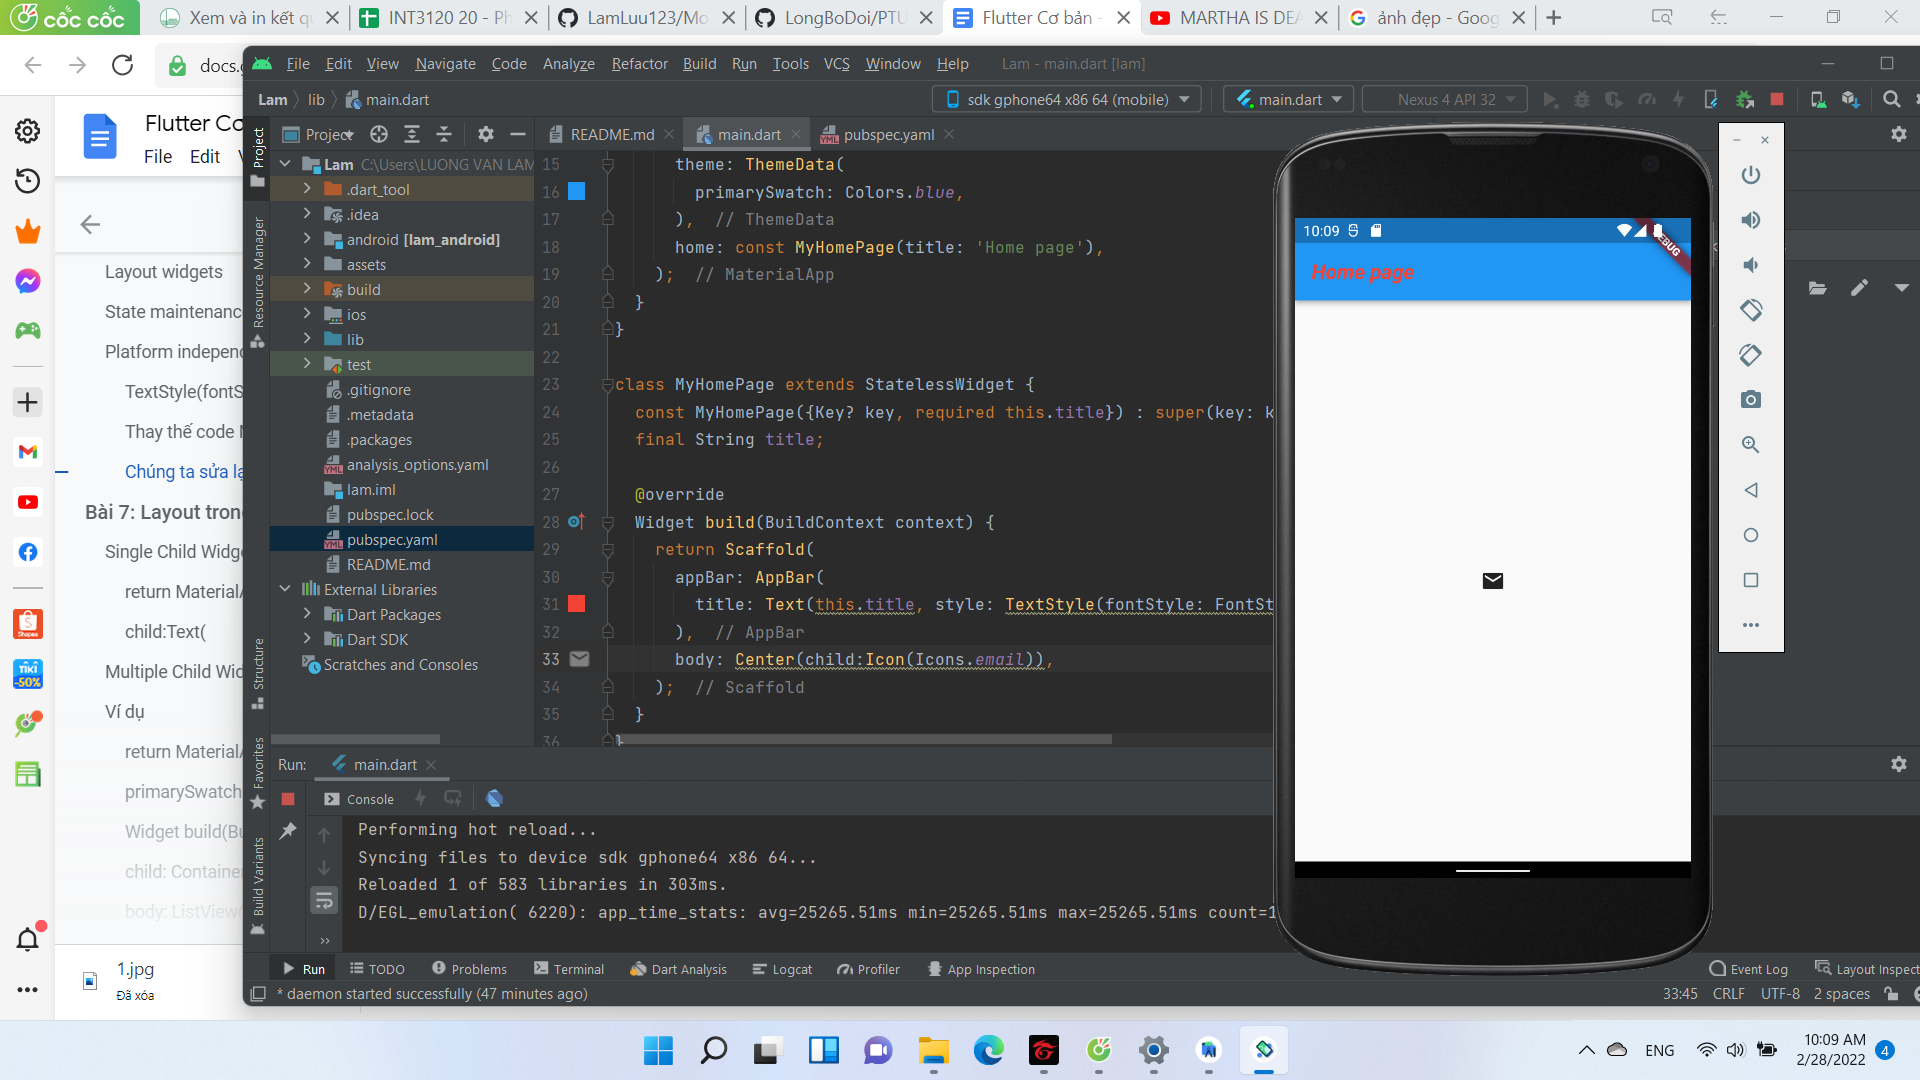 cốc cốc
Xem và in kết q
INT3120 20 - Ph
LamLuu123/Mo
LongBoDoi/PTU
Flutter Cơ bản -
MARTHA IS DEA
ảnh đẹp - Goog
docs.g
File Edit View Navigate Code Analyze Refactor Build Run Tools VCS Window Help Lam - main.dart [lam]
Lam lib main.dart
sdk gphone64 x86 64 (mobile)
main.dart
Nexus 4 API 32
Flutter Cơ
File Edit
Layout widgets
State maintenanc
Platform independ
TextStyle(fontS
Thay thế code M
Chúng ta sửa lạ
Bài 7: Layout tron
Single Child Widge
return MaterialA
child:Text(
Multiple Child Wid
Ví dụ
return MaterialA
primarySwatch
Widget build(Bu
child: Container
body: ListView(
1.jpg
Đã xóa
Shopee
TIKI
-50%
Project
Resource Manager
Structure
Favorites
Build Variants
Project
Lam C:\Users\LUONG VAN LAM
.dart_tool
.idea
android [lam_android]
assets
build
ios
lib
test
.gitignore
.metadata
.packages
analysis_options.yaml
lam.iml
pubspec.lock
pubspec.yaml
README.md
External Libraries
Dart Packages
Dart SDK
Scratches and Consoles
README.md
main.dart
pubspec.yaml
15 theme: ThemeData(
16 primarySwatch: Colors.blue,
17 ), // ThemeData
18 home: const MyHomePage(title: 'Home page'),
19 ); // MaterialApp
20 }
21 }
22
23 class MyHomePage extends StatelessWidget {
24 const MyHomePage({Key? key, required this.title}) : super(key: k
25 final String title;
26
27 @override
28 Widget build(BuildContext context) {
29 return Scaffold(
30 appBar: AppBar(
31 title: Text(this.title, style: TextStyle(fontStyle: FontSt
32 ), // AppBar
33 body: Center(child:Icon(Icons.email)),
34 ); // Scaffold
35 }
36 }
10:09
DEBUG
Home page
Run: main.dart
Console
Performing hot reload...
Syncing files to device sdk gphone64 x86 64...
Reloaded 1 of 583 libraries in 303ms.
D/EGL_emulation( 6220): app_time_stats: avg=25265.51ms min=25265.51ms max=25265.51ms count=1
Run TODO Problems Terminal Dart Analysis Logcat Profiler App Inspection Event Log Layout Inspect
* daemon started successfully (47 minutes ago)
33:45 CRLF UTF-8 2 spaces
ENG
10:09 AM
2/28/2022
4